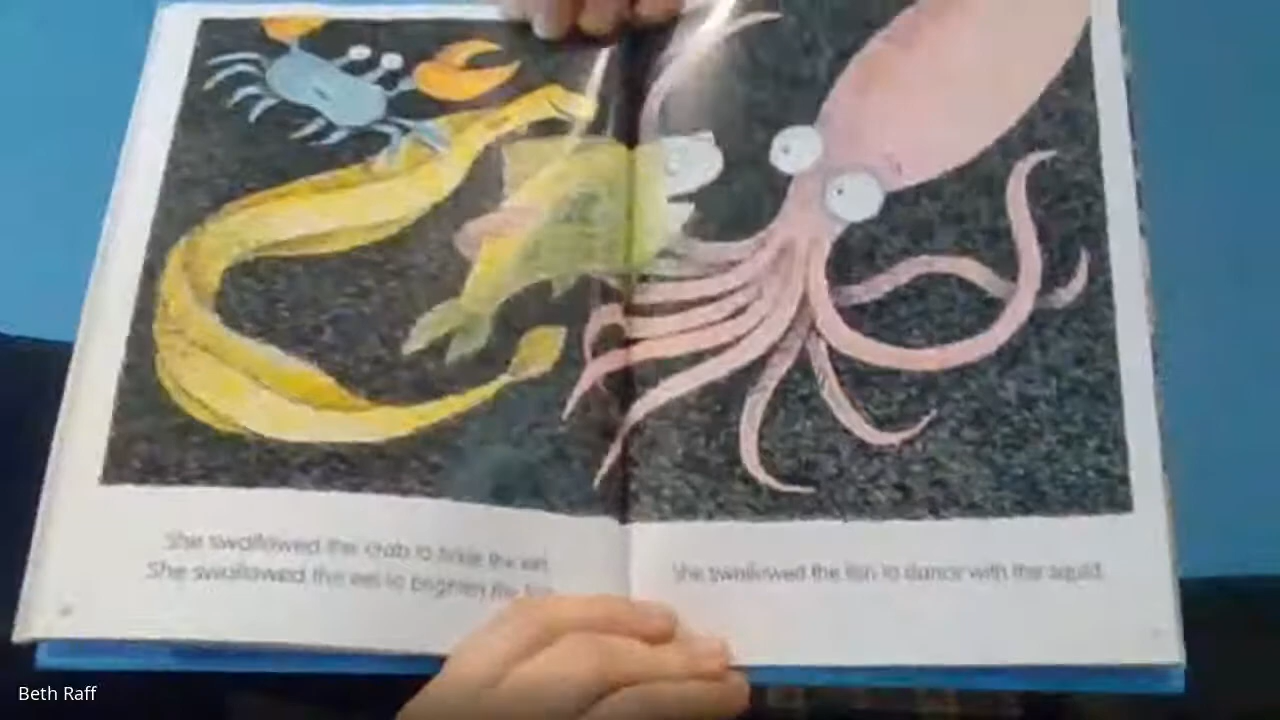 She swallowed the crab to tickle the eel.
She swallowed the eel to brighten the fish.
She swallowed the fish to dance with the squid.
Beth Raff